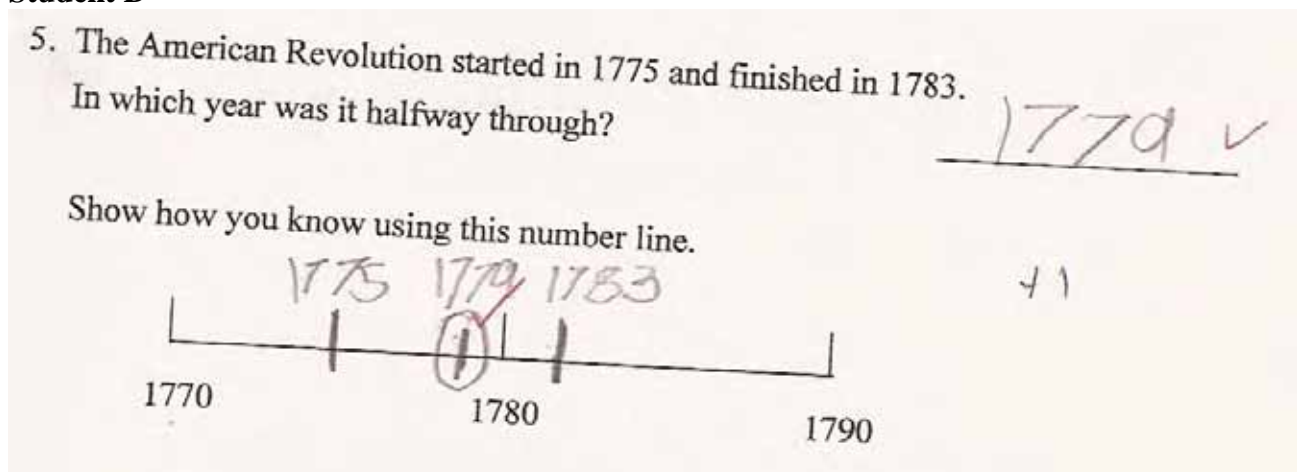 5. The American Revolution started in 1775 and finished in 1783.
In which year was it halfway through?
1779 ✓
Show how you know using this number line.
1775 1779 1783
+1
1770 1780 1790